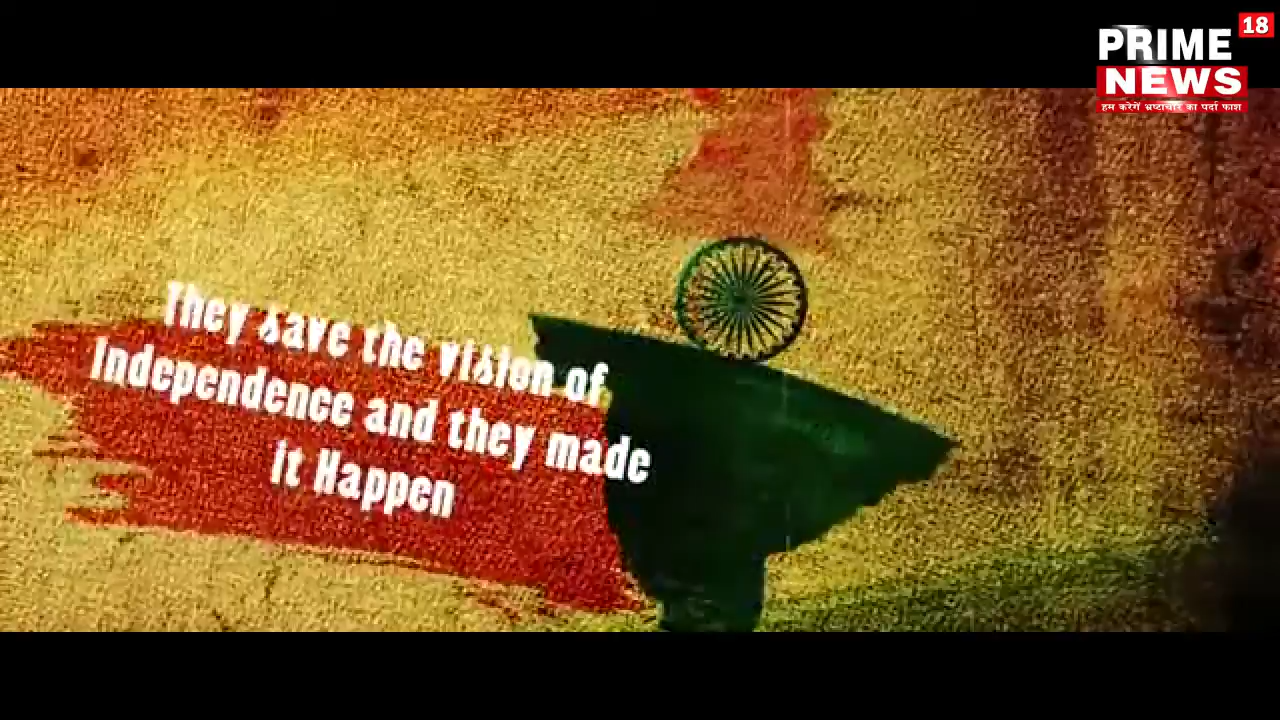 PRIME 18
NEWS
हम करेगें भ्रष्टाचार का पर्दा फाश
They save the vision of
Independence and they made
it Happen